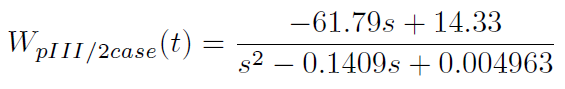 W_{pIII/2case}(t) = \frac{-61.79s + 14.33}{s^2 - 0.1409s + 0.004963}